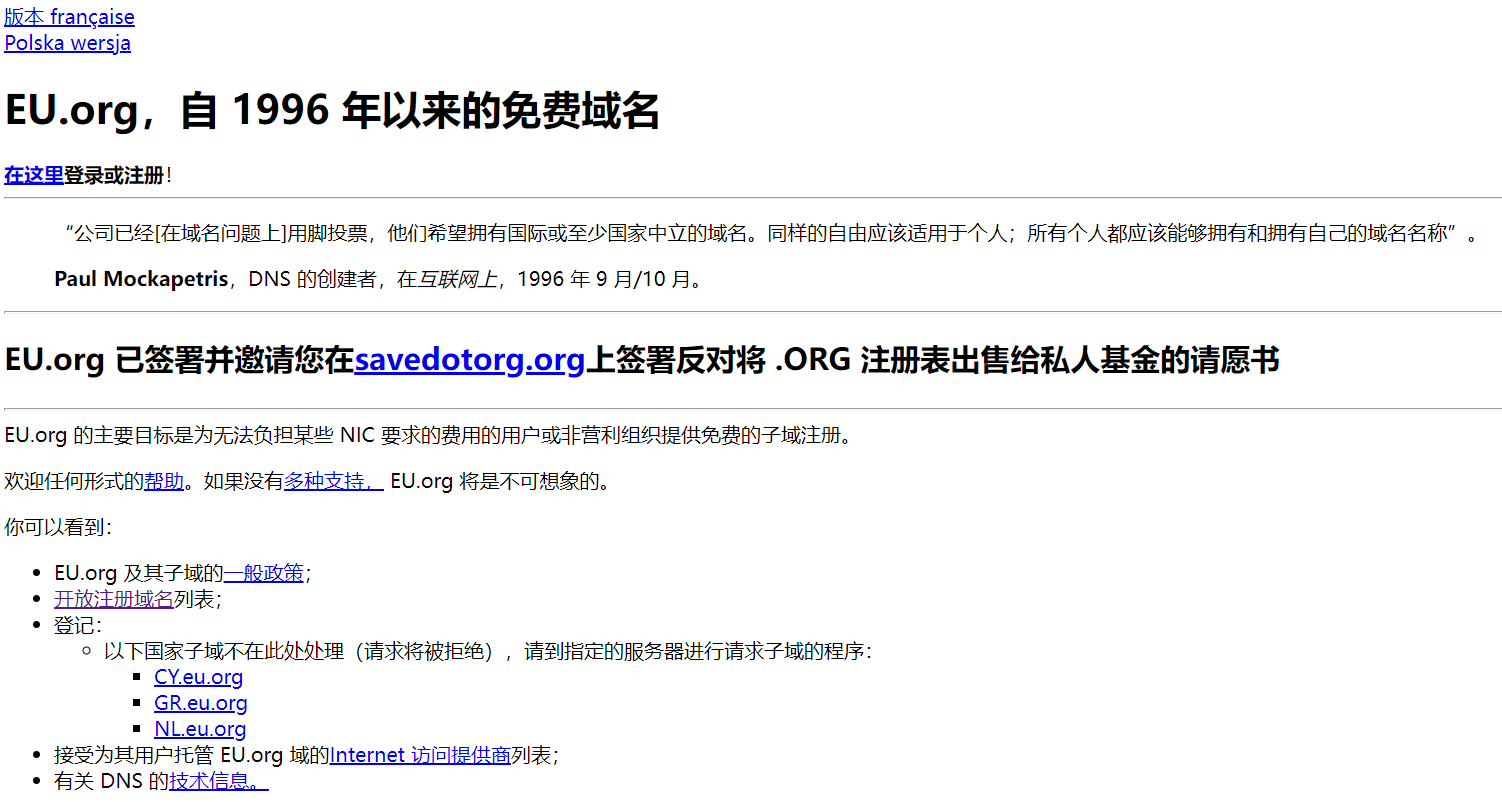 版本 française
Polska wersja
EU.org，自 1996 年以来的免费域名
在这里登录或注册！
“公司已经[在域名问题上]用脚投票，他们希望拥有国际或至少国家中立的域名。同样的自由应该适用于个人；所有个人都应该能够拥有和拥有自己的域名名称”。
Paul Mockapetris，DNS 的创建者，在互联网上，1996 年 9 月/10 月。
EU.org 已签署并邀请您在savedotorg.org上签署反对将 .ORG 注册表出售给私人基金的请愿书
EU.org 的主要目标是为无法负担某些 NIC 要求的费用的用户或非营利组织提供免费的子域注册。
欢迎任何形式的帮助。如果没有多种支持， EU.org 将是不可想象的。
你可以看到：
EU.org 及其子域的一般政策；
开放注册域名列表；
登记：
以下国家子域不在此处处理（请求将被拒绝），请到指定的服务器进行请求子域的程序：
CY.eu.org
GR.eu.org
NL.eu.org
接受为其用户托管 EU.org 域的Internet 访问提供商列表；
有关 DNS 的技术信息。